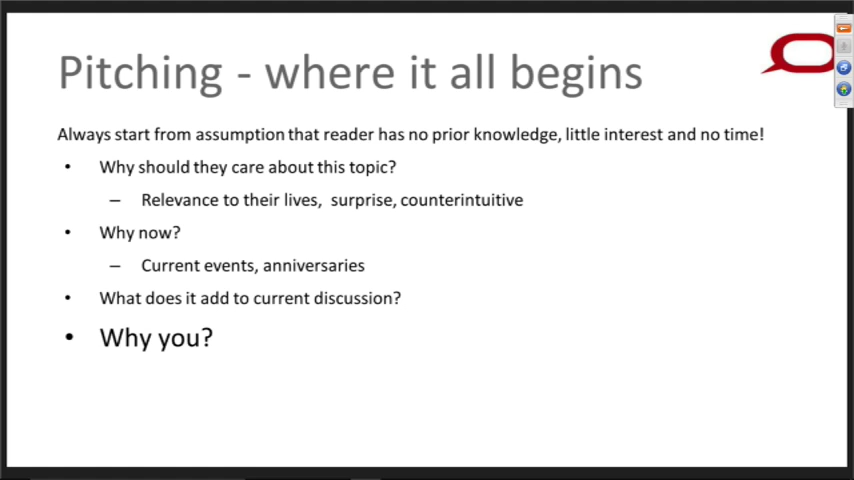 Pitching - where it all begins
Always start from assumption that reader has no prior knowledge, little interest and no time!
• Why should they care about this topic?
– Relevance to their lives, surprise, counterintuitive
• Why now?
– Current events, anniversaries
• What does it add to current discussion?
• Why you?